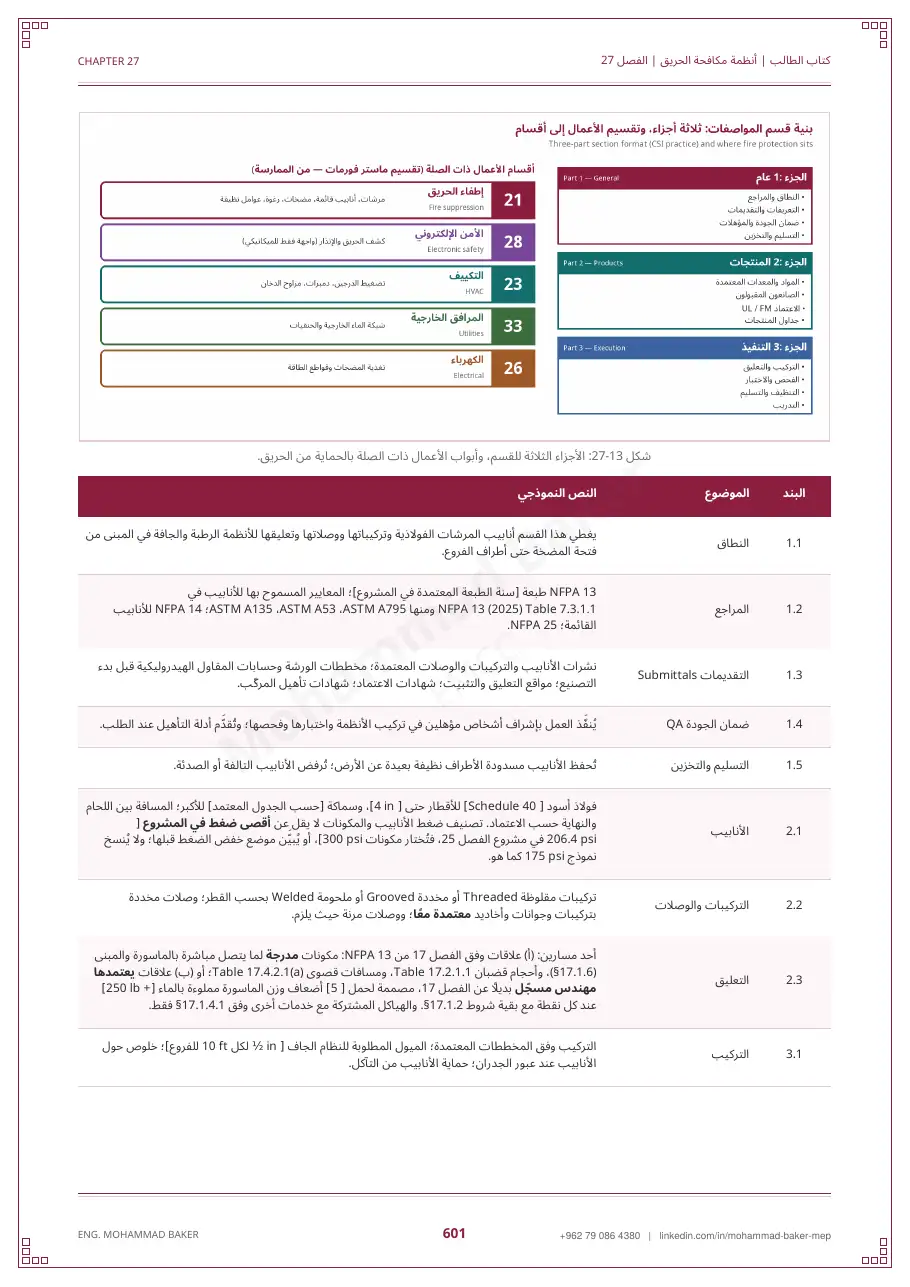 كتاب الطالب | أنظمة مكافحة الحريق | الفصل 27
CHAPTER 27
بنية قسم المواصفات: ثلاثة أجزاء، وتقسيم الأعمال إلى أقسام
Three-part section format (CSI practice) and where fire protection sits
الجزء 1: عام
Part 1 — General
• النطاق والمراجع
• التعريفات والتقديمات
• ضمان الجودة والمؤهلات
• التسليم والتخزين
الجزء 2: المنتجات
Part 2 — Products
• المواد والمعدات المعتمدة
• الصانعون المقبولون
• الاعتماد UL / FM
• جداول المنتجات
الجزء 3: التنفيذ
Part 3 — Execution
• التركيب والتعليق
• الفحص والاختبار
• التنظيف والتسليم
• التدريب
أقسام الأعمال ذات الصلة (تقسيم ماستر فورمات — من الممارسة)
21
إطفاء الحريق
Fire suppression
مرشات، أنابيب قائمة، مضخات، رغوة، عوامل نظيفة
28
الأمن الإلكتروني
Electronic safety
كشف الحريق والإنذار (واجهة فقط للميكانيكي)
23
التكييف
HVAC
تضغيط الدرجين، دمبرات، مراوح الدخان
33
المرافق الخارجية
Utilities
شبكة الماء الخارجية والحنفيات
26
الكهرباء
Electrical
تغذية المضخات وقواطع الطاقة
شكل 13-27: الأجزاء الثلاثة للقسم، وأبواب الأعمال ذات الصلة بالحماية من الحريق.
البند الموضوع النص النموذجي
1.1 النطاق
يغطي هذا القسم أنابيب المرشات الفولاذية وتركيباتها ووصلاتها وتعليقها للأنظمة الرطبة والجافة في المبنى من
فتحة المضخة حتى أطراف الفروع.
1.2 المراجع
NFPA 13 طبعة [سنة الطبعة المعتمدة في المشروع]؛ المعايير المسموح بها للأنابيب في
NFPA 13 (2025) Table 7.3.1.1 ومنها ASTM A795، ASTM A53، ASTM A135؛ NFPA 14 للأنابيب
القائمة؛ NFPA 25.
1.3 التقديمات Submittals
نشرات الأنابيب والتركيبات والوصلات المعتمدة؛ مخططات الورشة وحسابات المقاول الهيدروليكية قبل بدء
التصنيع؛ مواقع التعليق والتثبيت؛ شهادات الاعتماد؛ شهادات تأهيل المركّب.
1.4 ضمان الجودة QA
يُنفَّذ العمل بإشراف أشخاص مؤهلين في تركيب الأنظمة واختبارها وفحصها؛ وتُقدَّم أدلة التأهيل عند الطلب.
1.5 التسليم والتخزين
تُحفظ الأنابيب مسدودة الأطراف نظيفة بعيدة عن الأرض؛ تُرفض الأنابيب التالفة أو الصدئة.
2.1 الأنابيب
فولاذ أسود [ Schedule 40] للأقطار حتى [ 4 in]، وسماكة [حسب الجدول المعتمد] للأكبر؛ المسافة بين اللحام
والنهاية حسب الاعتماد. تصنيف ضغط الأنابيب والمكونات لا يقل عن أقصى ضغط في المشروع [
206.4 psi في مشروع الفصل 25، فتُختار مكونات 300 psi]، أو يُبيَّن موضع خفض الضغط قبلها؛ ولا يُنسخ
نموذج 175 psi كما هو.
2.2 التركيبات والوصلات
تركيبات مقلوظة Threaded أو مخددة Grooved أو ملحومة Welded بحسب القطر؛ وصلات مخددة
بتركيبات وجوانات وأخاديد معتمدة معًا؛ ووصلات مرنة حيث يلزم.
2.3 التعليق
أحد مسارين: (أ) علاقات وفق الفصل 17 من NFPA 13: مكونات مدرجة لما يتصل مباشرة بالماسورة والمبنى
(§17.1.6)، وأحجام قضبان Table 17.2.1.1، ومسافات قصوى Table 17.4.2.1(a)؛ أو (ب) علاقات يعتمدها
مهندس مسجّل بديلًا عن الفصل 17، مصممة لحمل [ 5] أضعاف وزن الماسورة مملوءة بالماء [+ 250 lb]
عند كل نقطة مع بقية شروط §17.1.2. والهياكل المشتركة مع خدمات أخرى وفق §17.1.4.1 فقط.
3.1 التركيب
التركيب وفق المخططات المعتمدة؛ الميول المطلوبة للنظام الجاف [ ½ in لكل 10 ft للفروع]؛ خلوص حول
الأنابيب عند عبور الجدران؛ حماية الأنابيب من التآكل.
Mohammad Baker
ENG. MOHAMMAD BAKER
601
+962 79 086 4380 | linkedin.com/in/mohammad-baker-mep